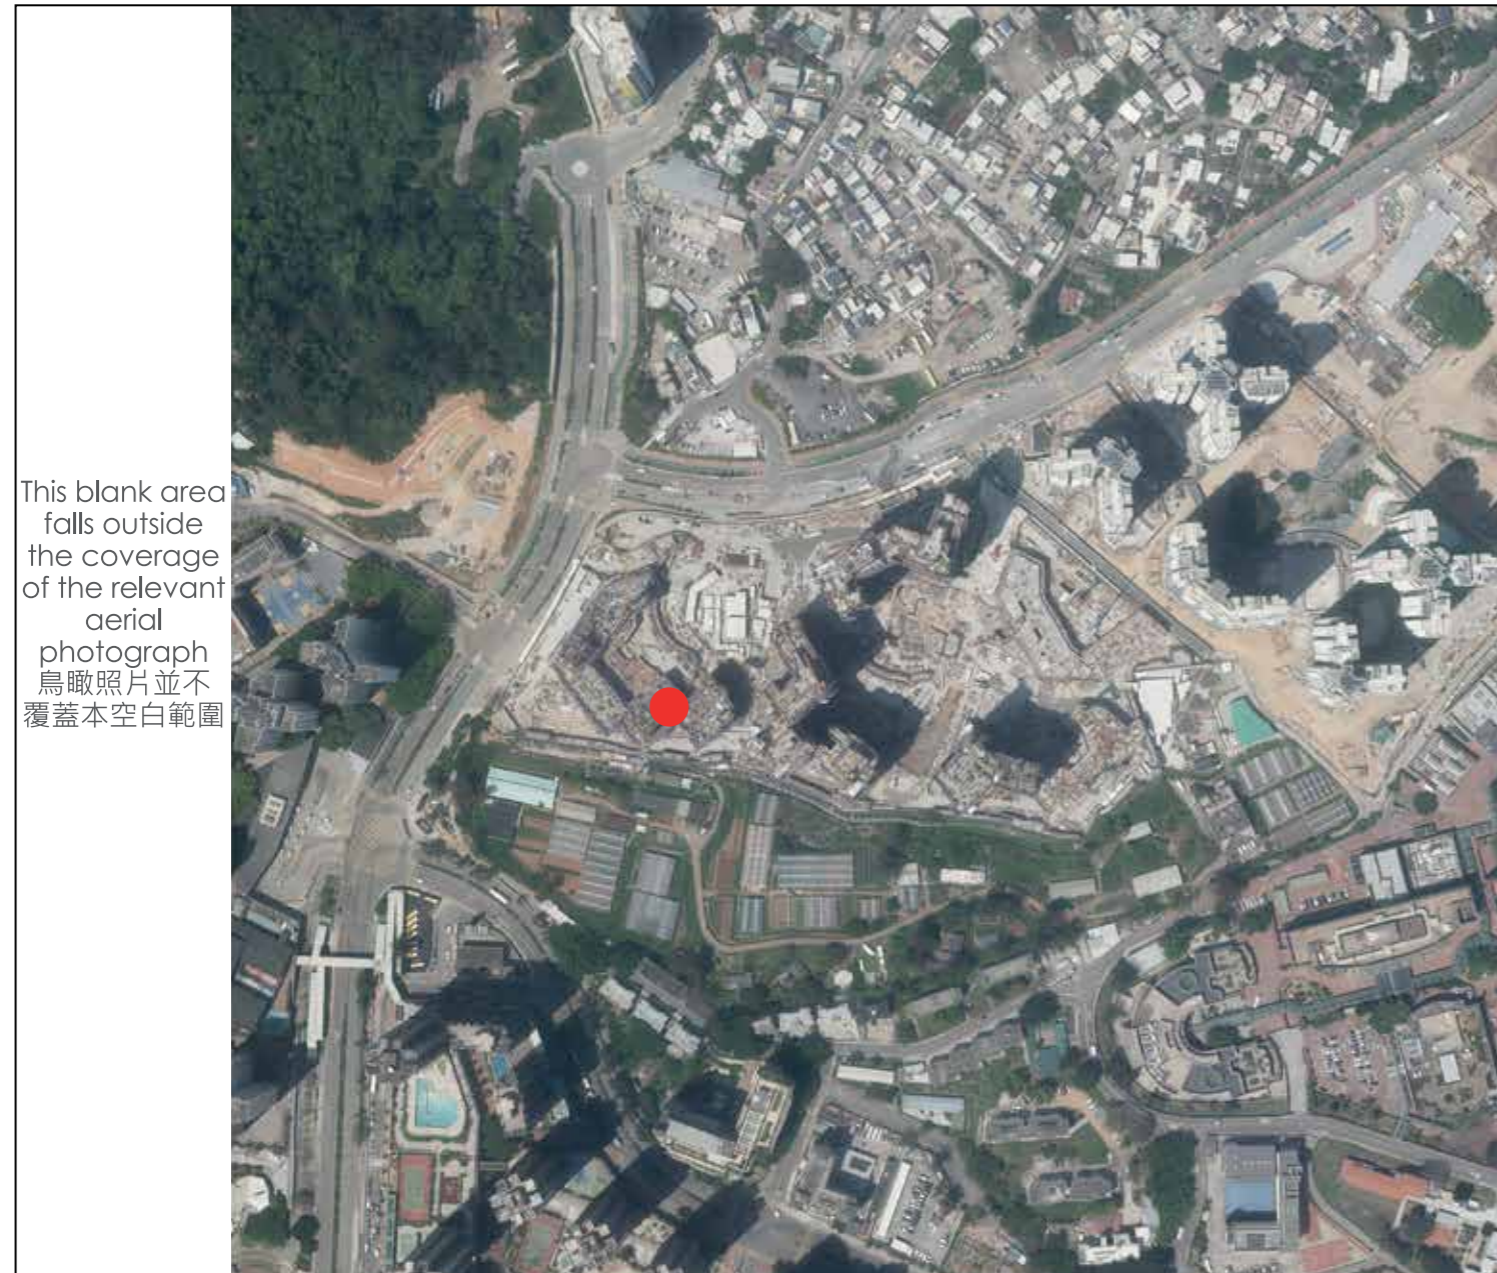 This blank area
falls outside
the coverage
of the relevant
aerial
photograph
鳥瞰照片並不
覆蓋本空白範圍